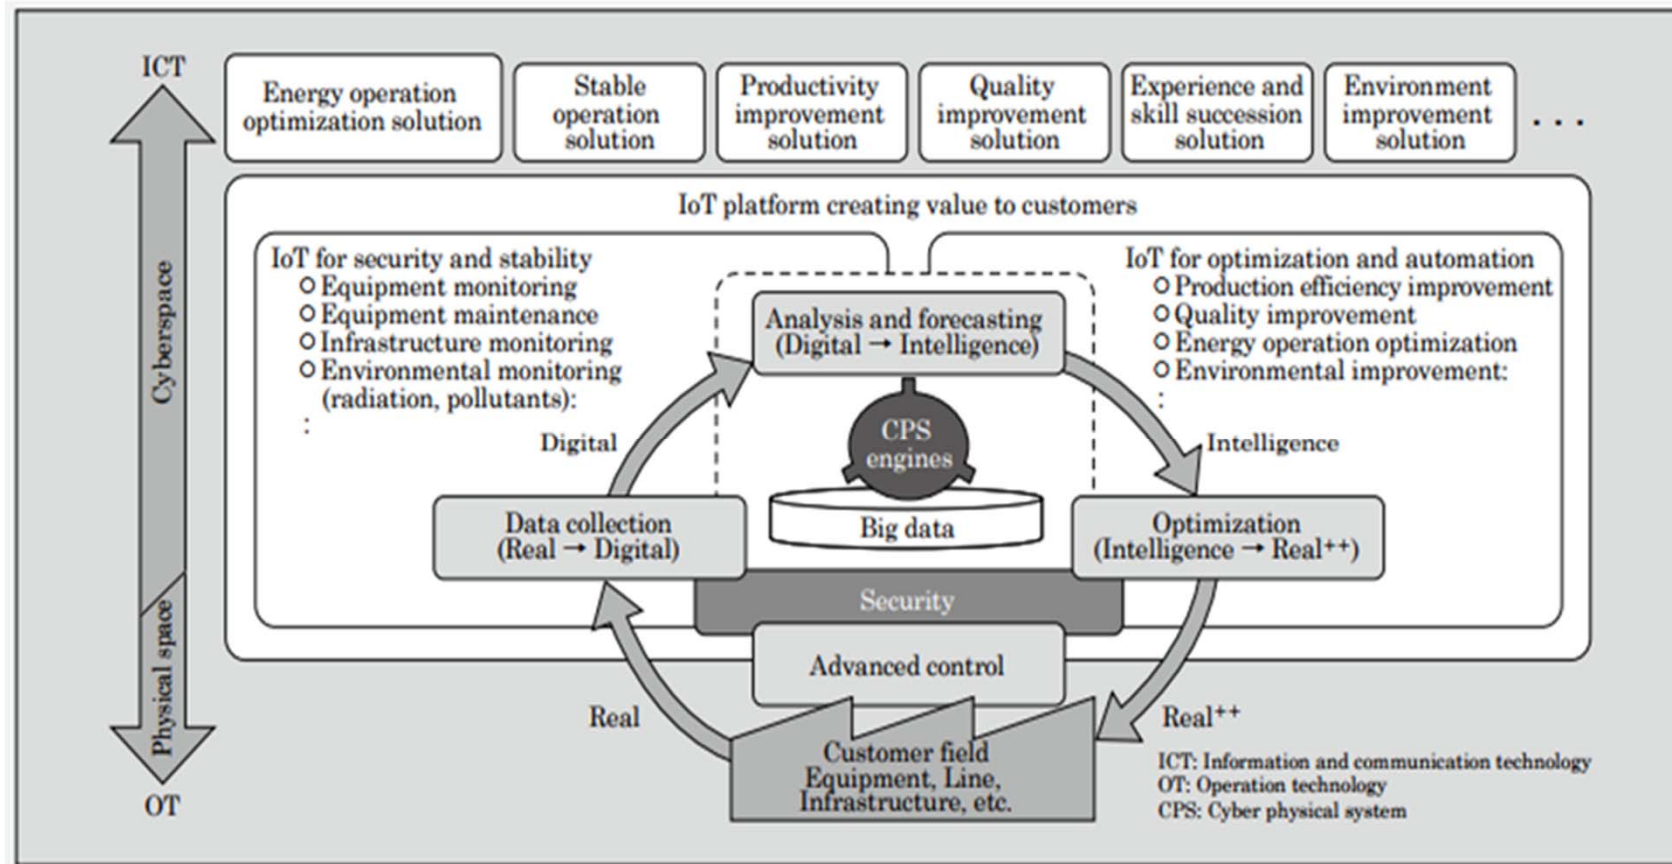 ICT
Energy operation
optimization solution
Stable
operation
solution
Productivity
improvement
solution
Quality
improvement
solution
Experience and
skill succession
solution
Environment
improvement
solution
. . .
Cyberspace
Physical space
OT
IoT platform creating value to customers
IoT for security and stability
○ Equipment monitoring
○ Equipment maintenance
○ Infrastructure monitoring
○ Environmental monitoring
(radiation, pollutants):
:
IoT for optimization and automation
○ Production efficiency improvement
○ Quality improvement
○ Energy operation optimization
○ Environmental improvement:
:
Analysis and forecasting
(Digital → Intelligence)
Digital
CPS
engines
Intelligence
Data collection
(Real → Digital)
Big data
Optimization
(Intelligence → Real⁺⁺)
Security
Advanced control
Real
Real⁺⁺
Customer field
Equipment, Line,
Infrastructure, etc.
ICT: Information and communication technology
OT: Operation technology
CPS: Cyber physical system